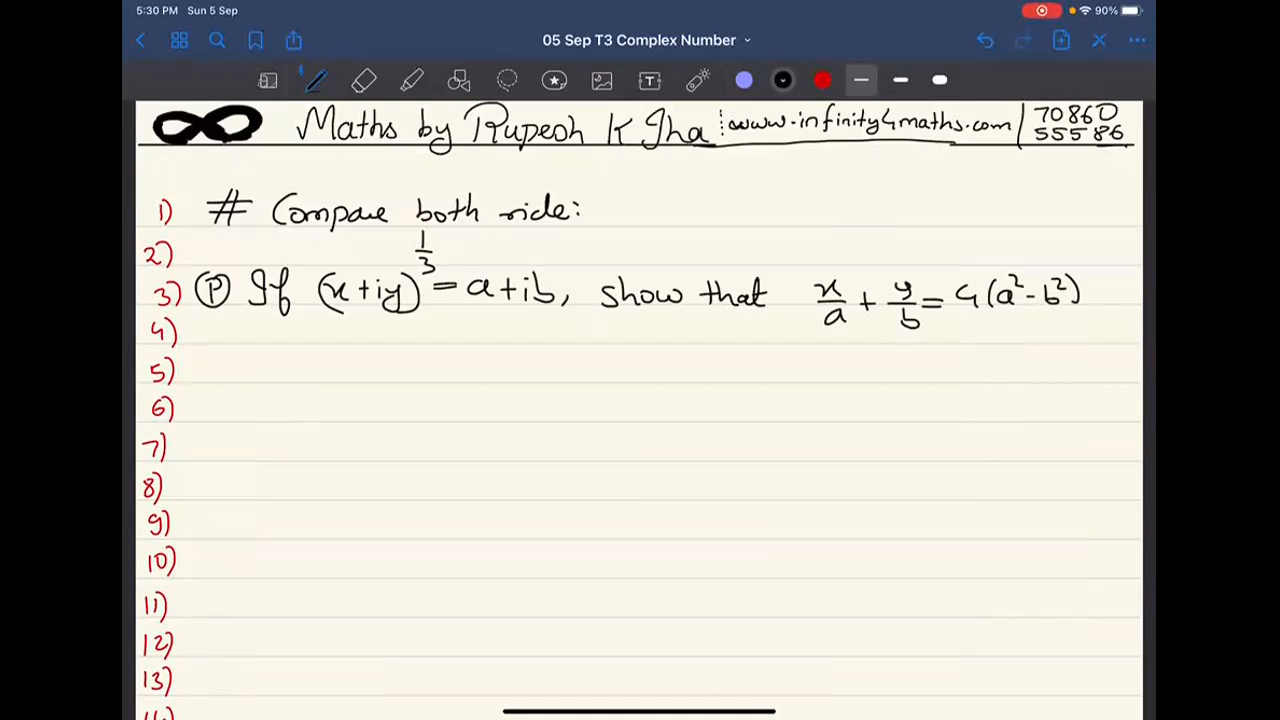 5:30 PM Sun 5 Sep 90%
05 Sep T3 Complex Number
Maths by Rupesh K Jha www.infinity4maths.com 70860
55586
1) # Compare both side:
2)
3) (P) If (x+iy)^(1/3) = a+ib, show that x/a + y/b = 4(a²-b²)
4)
5)
6)
7)
8)
9)
10)
11)
12)
13)